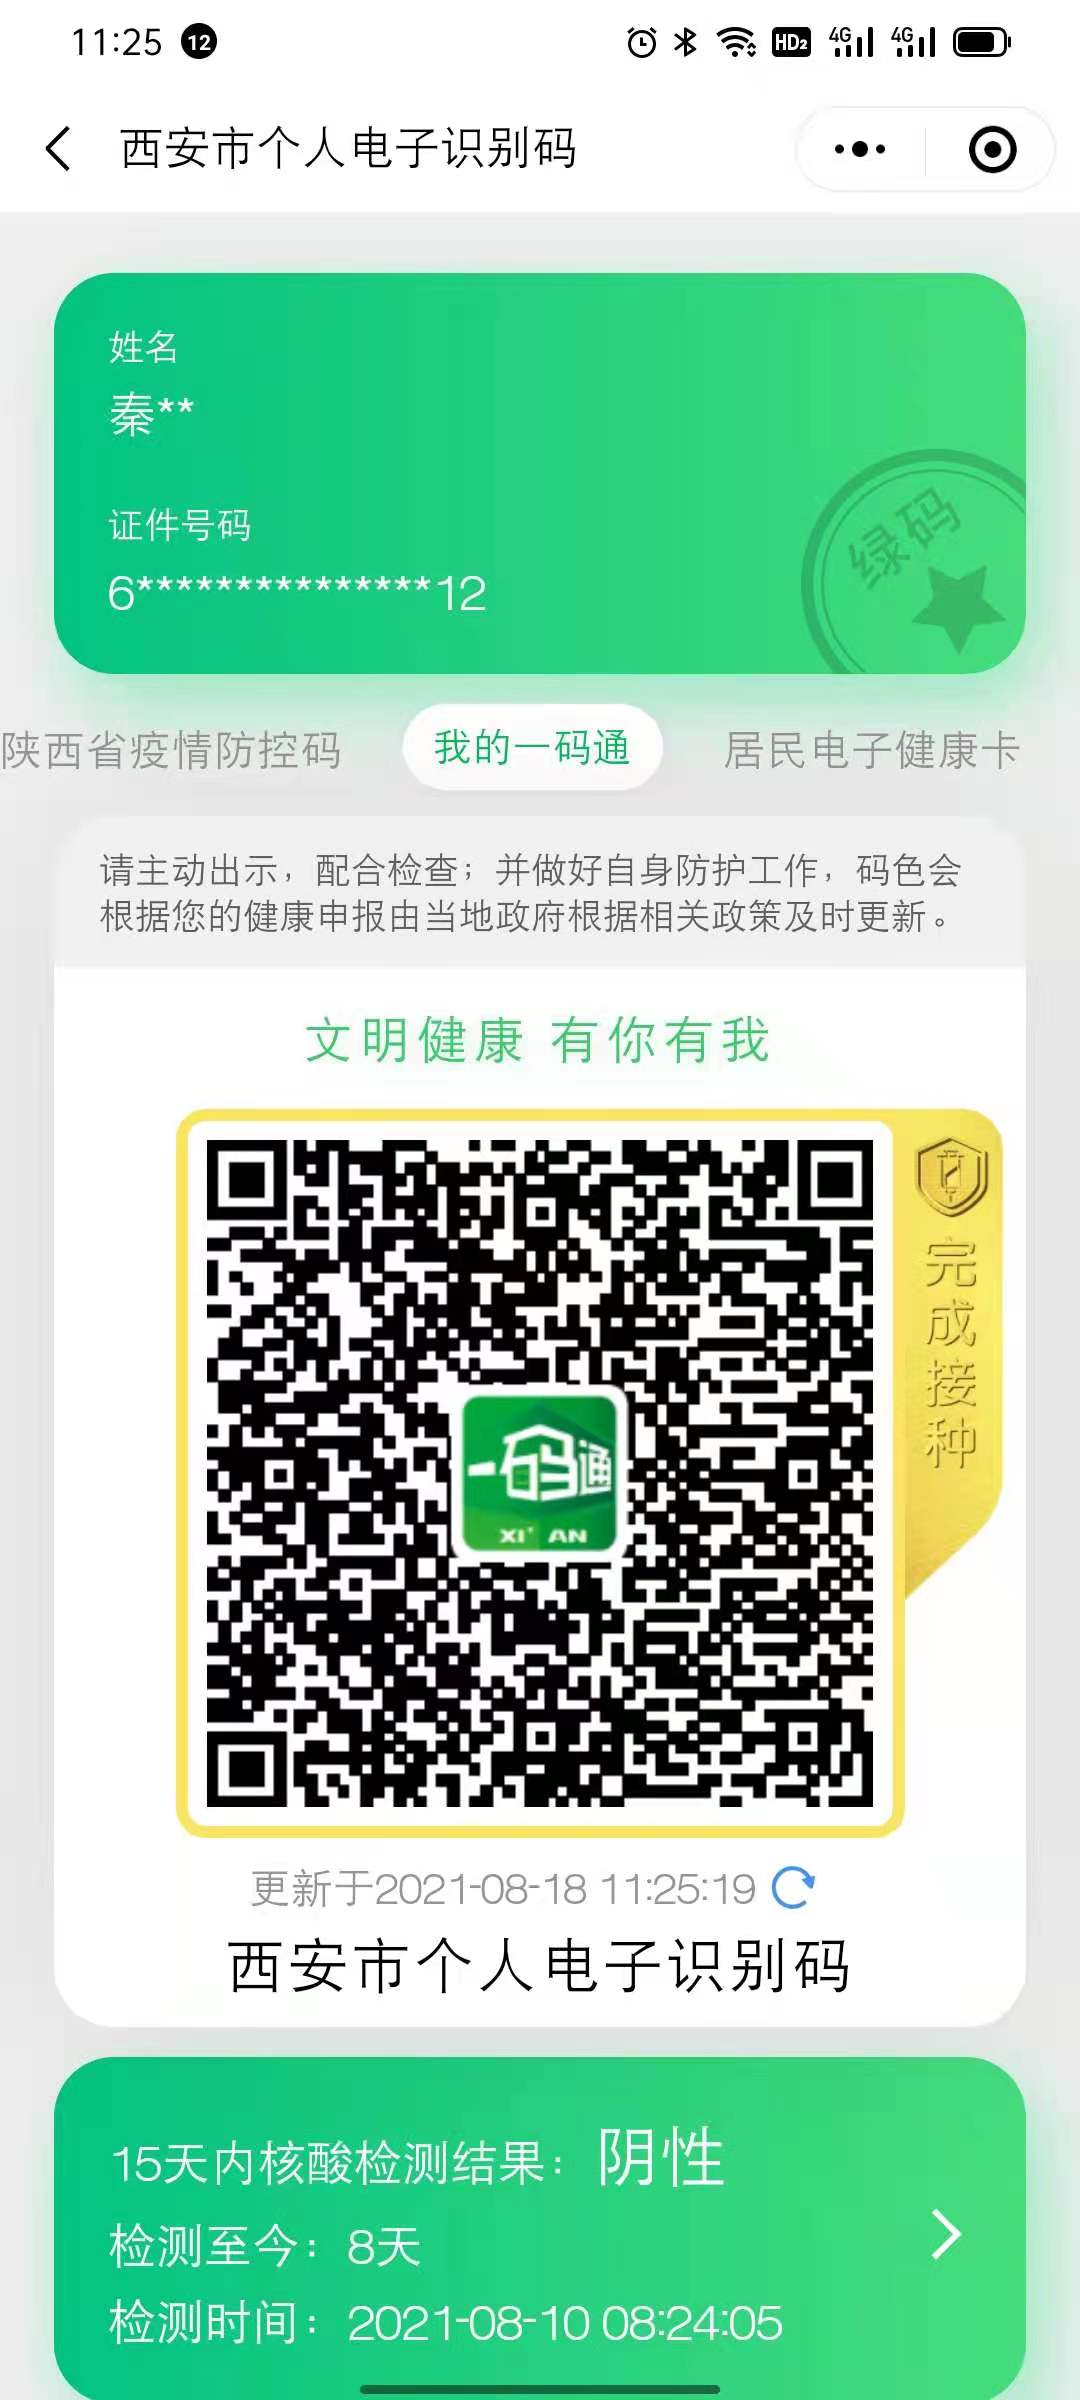 11:25 12 HD2 4G 4G
西安市个人电子识别码
姓名
秦**
证件号码
6***************12
绿码
陕西省疫情防控码 我的一码通 居民电子健康卡
请主动出示，配合检查；并做好自身防护工作，码色会
根据您的健康申报由当地政府根据相关政策及时更新。
文明健康 有你有我
完成接种
一码通
XI'AN
更新于2021-08-18 11:25:19
西安市个人电子识别码
15天内核酸检测结果：阴性
检测至今：8天
检测时间：2021-08-10 08:24:05